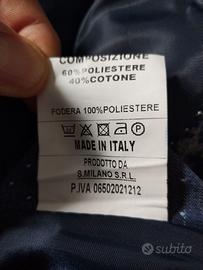 COMPOSIZIONE
60%POLIESTERE
40%COTONE
FODERA 100%POLIESTERE
MADE IN ITALY
PRODOTTO DA
S.MILANO S.R.L.
P.IVA 06502021212
subito